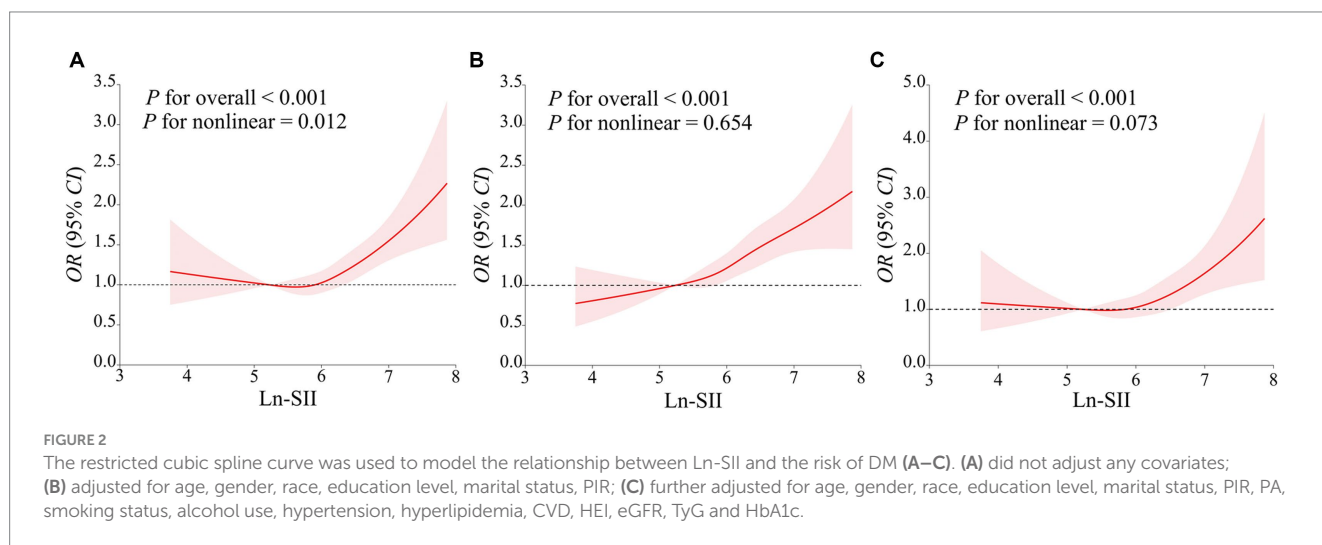 A
P for overall < 0.001
P for nonlinear = 0.012
OR (95% CI)
3.5
3.0
2.5
2.0
1.5
1.0
0.5
0.0
3 4 5 6 7 8
Ln-SII
B
P for overall < 0.001
P for nonlinear = 0.654
OR (95% CI)
3.5
3.0
2.5
2.0
1.5
1.0
0.5
0.0
3 4 5 6 7 8
Ln-SII
C
P for overall < 0.001
P for nonlinear = 0.073
OR (95% CI)
5.0
4.0
3.0
2.0
1.0
0.0
3 4 5 6 7 8
Ln-SII
FIGURE 2
The restricted cubic spline curve was used to model the relationship between Ln-SII and the risk of DM (A–C). (A) did not adjust any covariates;
(B) adjusted for age, gender, race, education level, marital status, PIR; (C) further adjusted for age, gender, race, education level, marital status, PIR, PA,
smoking status, alcohol use, hypertension, hyperlipidemia, CVD, HEI, eGFR, TyG and HbA1c.